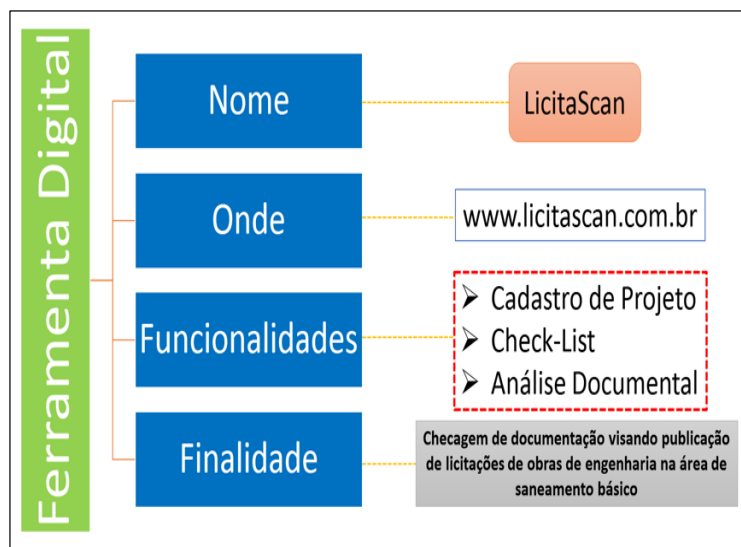 Ferramenta Digital
Nome
LicitaScan
Onde
www.licitascan.com.br
Funcionalidades
Cadastro de Projeto
Check-List
Análise Documental
Finalidade
Checagem de documentação visando publicação
de licitações de obras de engenharia na área de
saneamento básico